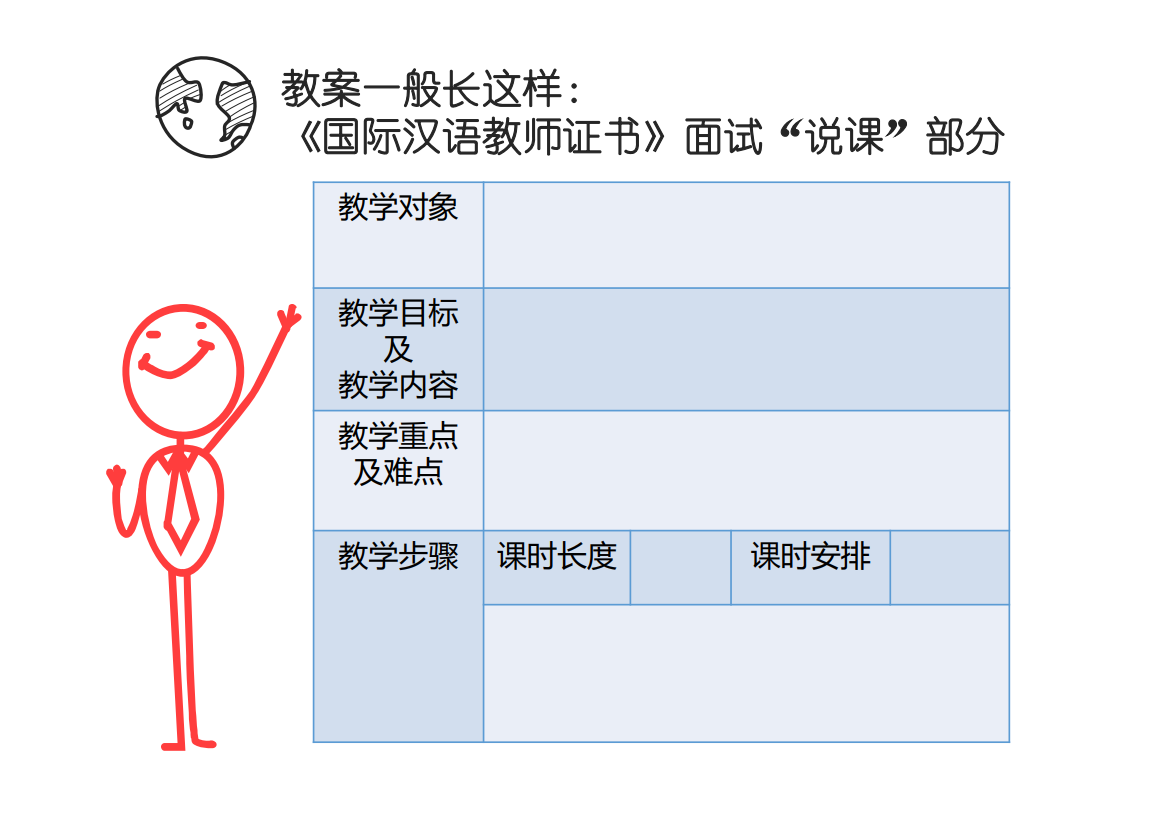 教案一般长这样：
《国际汉语教师证书》面试“说课”部分
教学对象
教学目标
及
教学内容
教学重点
及难点
教学步骤 课时长度 课时安排